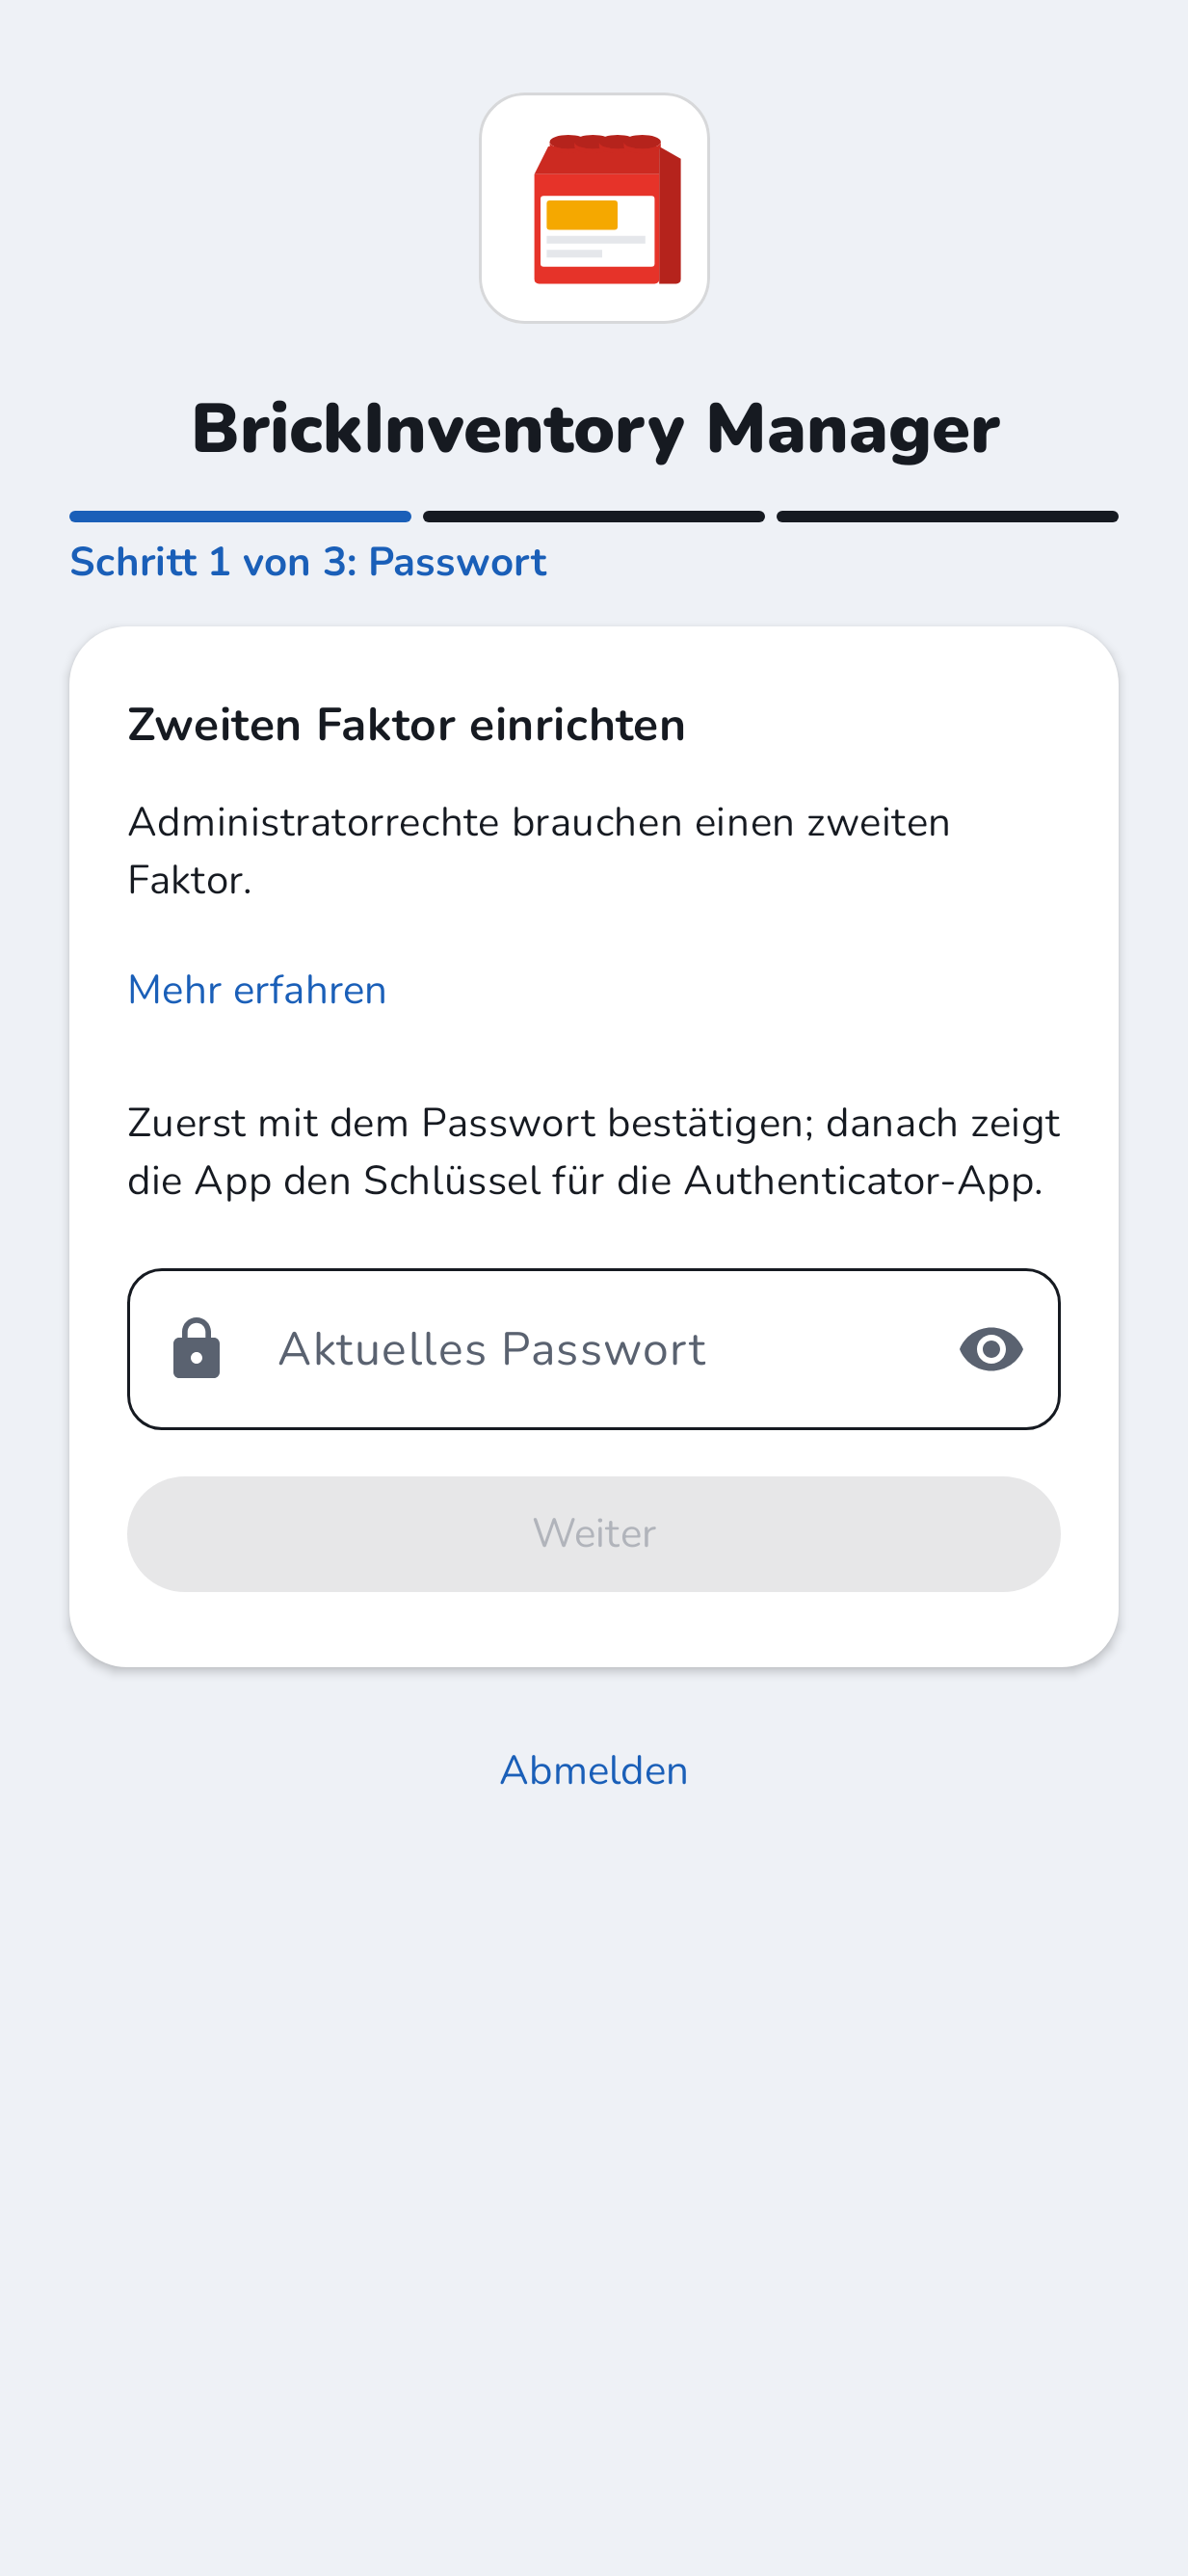 BrickInventory Manager
Schritt 1 von 3: Passwort
Zweiten Faktor einrichten
Administratorrechte brauchen einen zweiten
Faktor.
Mehr erfahren
Zuerst mit dem Passwort bestätigen; danach zeigt
die App den Schlüssel für die Authenticator-App.
Aktuelles Passwort
Weiter
Abmelden